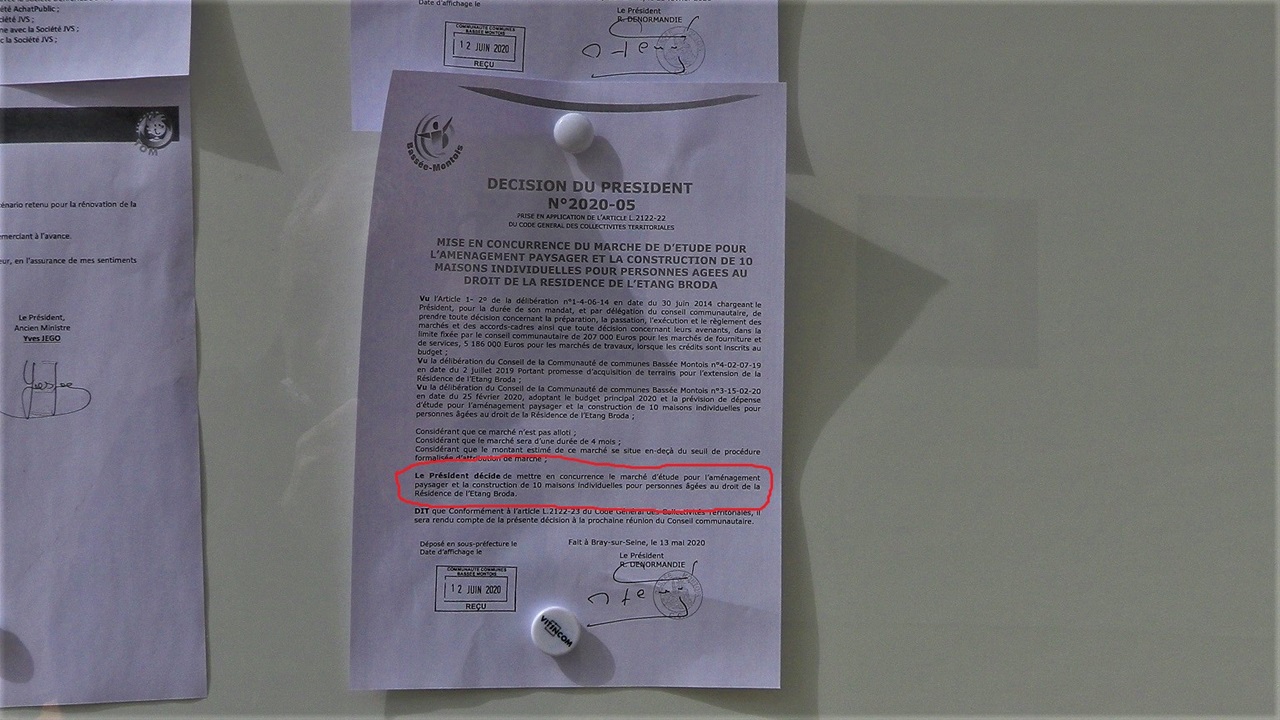 été AchatPublic ;
ciété JVS ;
ne avec la Société JVS ;
c la Société JVS ;
cénario retenu pour la rénovation de la
emerciant à l'avance.
eur, en l'assurance de mes sentiments
Le Président,
Ancien Ministre
Yves JEGO
Date d'affichage le
Le Président
R. DENORMANDIE
COMMUNAUTE COMMUNES
BASSEE MONTOIS
12 JUIN 2020
REÇU
Bassée-Montois
DECISION DU PRESIDENT
N°2020-05
PRISE EN APPLICATION DE L'ARTICLE L.2122-22
DU CODE GENERAL DES COLLECTIVITES TERRITORIALES
MISE EN CONCURRENCE DU MARCHE DE D'ETUDE POUR
L'AMENAGEMENT PAYSAGER ET LA CONSTRUCTION DE 10
MAISONS INDIVIDUELLES POUR PERSONNES AGEES AU
DROIT DE LA RESIDENCE DE L'ETANG BRODA
Vu l'Article 1- 2° de la délibération n°1-4-06-14 en date du 30 juin 2014 chargeant le
Président, pour la durée de son mandat, et par délégation du conseil communautaire, de
prendre toute décision concernant la préparation, la passation, l'exécution et le règlement des
marchés et des accords-cadres ainsi que toute décision concernant leurs avenants, dans la
limite fixée par le conseil communautaire de 207 000 Euros pour les marchés de fourniture et
de services, 5 186 000 Euros pour les marchés de travaux, lorsque les crédits sont inscrits au
budget ;
Vu la délibération du Conseil de la Communauté de communes Bassée Montois n°4-02-07-19
en date du 2 juillet 2019 Portant promesse d'acquisition de terrains pour l'extension de la
Résidence de l'Etang Broda ;
Vu la délibération du Conseil de la Communauté de communes Bassée Montois n°3-15-02-20
en date du 25 février 2020, adoptant le budget principal 2020 et la prévision de dépense
d'étude pour l'aménagement paysager et la construction de 10 maisons individuelles pour
personnes âgées au droit de la Résidence de l'Etang Broda ;
Considérant que ce marché n'est pas alloti ;
Considérant que le marché sera d'une durée de 4 mois ;
Considérant que le montant estimé de ce marché se situe en-deçà du seuil de procédure
formalisée d'attribution de marché ;
Le Président décide de mettre en concurrence le marché d'étude pour l'aménagement
paysager et la construction de 10 maisons individuelles pour personnes âgées au droit de la
Résidence de l'Etang Broda.
DIT que Conformément à l'article L.2122-23 du Code Général des Collectivités Territoriales, il
sera rendu compte de la présente décision à la prochaine réunion du Conseil communautaire.
Déposé en sous-préfecture le
Date d'affichage le
Fait à Bray-sur-Seine, le 13 mai 2020
Le Président
R. DENORMANDIE
COMMUNAUTE COMMUNES
BASSEE MONTOIS
12 JUIN 2020
REÇU
VITINCOM